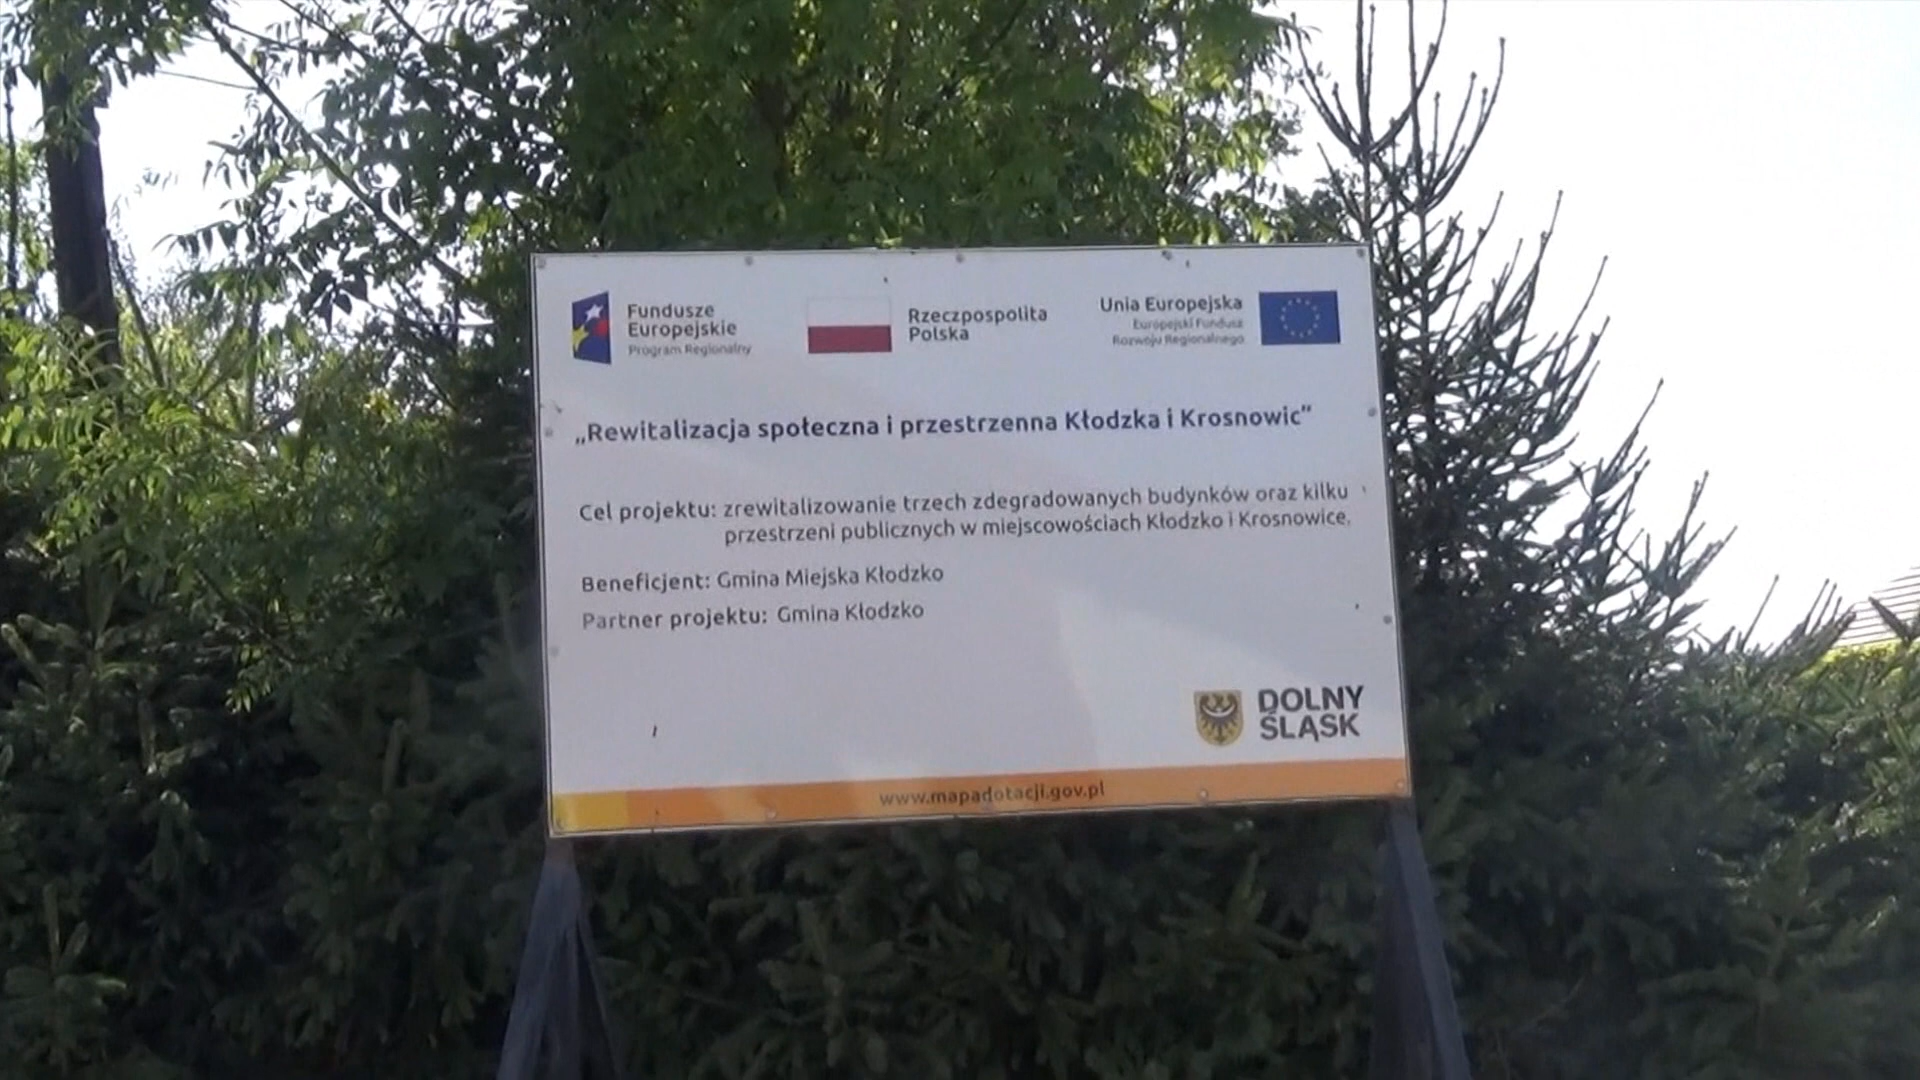 Fundusze
Europejskie
Program Regionalny
Rzeczpospolita
Polska
Unia Europejska
Europejski Fundusz
Rozwoju Regionalnego
„Rewitalizacja społeczna i przestrzenna Kłodzka i Krosnowic”
Cel projektu: zrewitalizowanie trzech zdegradowanych budynków oraz kilku
przestrzeni publicznych w miejscowościach Kłodzko i Krosnowice.
Beneficjent: Gmina Miejska Kłodzko
Partner projektu: Gmina Kłodzko
DOLNY
ŚLĄSK
www.mapadotacji.gov.pl